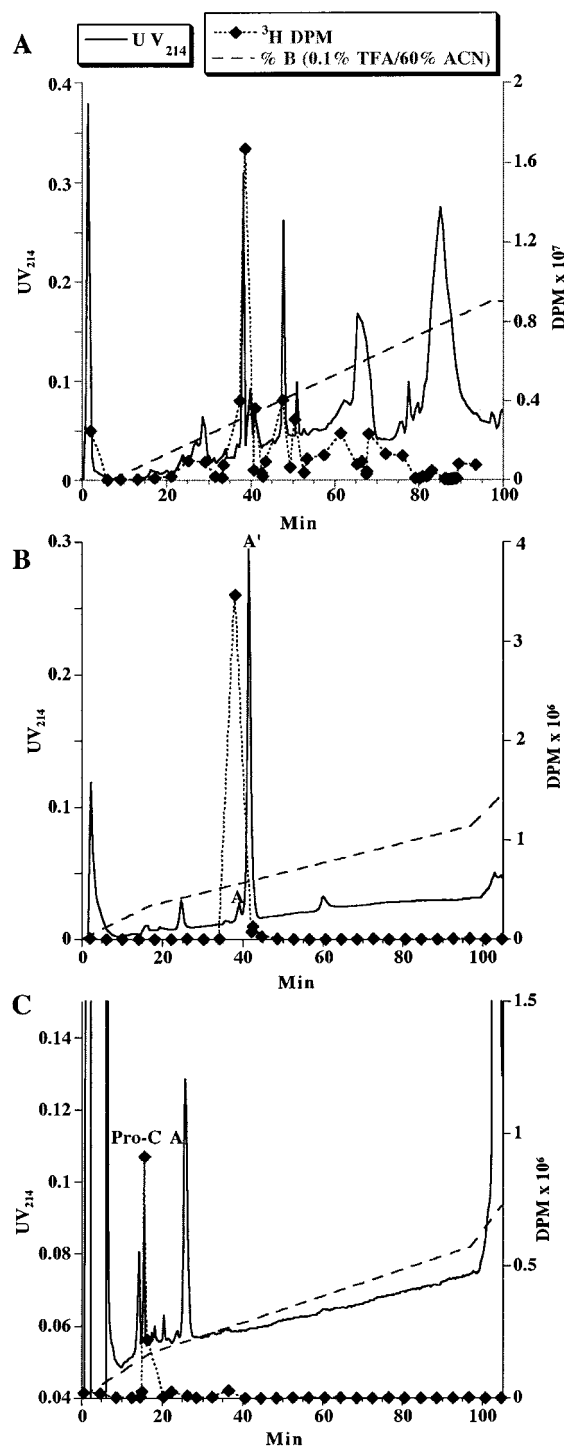 A
UV214
3H DPM
% B (0.1% TFA/60% ACN)
0.4
0.3
0.2
0.1
0
UV214
2
1.6
1.2
0.8
0.4
0
DPM x 10^7
0 20 40 60 80 100
Min
B
A'
A
0.3
0.2
0.1
0
UV214
4
3
2
1
0
DPM x 10^6
0 20 40 60 80 100
Min
C
Pro-C A
0.14
0.12
0.1
0.08
0.06
0.04
UV214
1.5
1
0.5
0
DPM x 10^6
0 20 40 60 80 100
Min